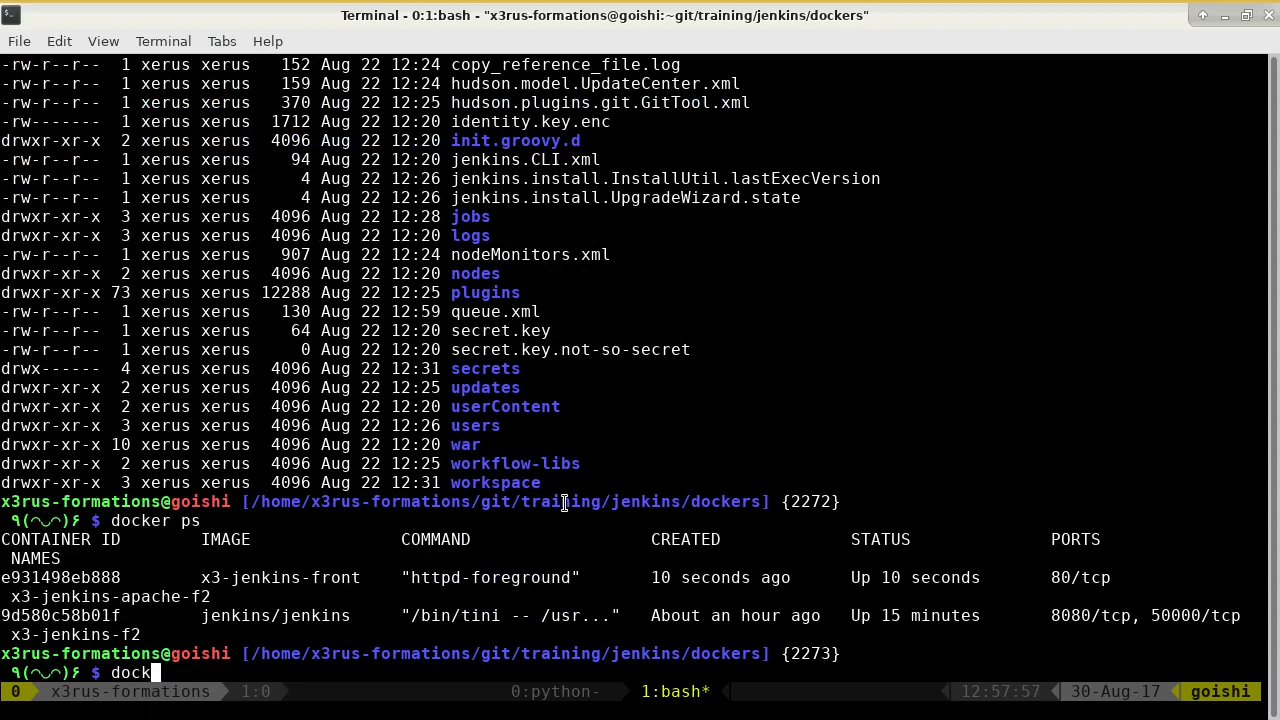 Terminal - 0:1:bash - "x3rus-formations@goishi:~git/training/jenkins/dockers"
File Edit View Terminal Tabs Help
-rw-r--r--  1 xerus xerus   152 Aug 22 12:24 copy_reference_file.log
-rw-r--r--  1 xerus xerus   159 Aug 22 12:24 hudson.model.UpdateCenter.xml
-rw-r--r--  1 xerus xerus   370 Aug 22 12:25 hudson.plugins.git.GitTool.xml
-rw-------  1 xerus xerus  1712 Aug 22 12:20 identity.key.enc
drwxr-xr-x  2 xerus xerus  4096 Aug 22 12:20 init.groovy.d
-rw-r--r--  1 xerus xerus    94 Aug 22 12:20 jenkins.CLI.xml
-rw-r--r--  1 xerus xerus     4 Aug 22 12:26 jenkins.install.InstallUtil.lastExecVersion
-rw-r--r--  1 xerus xerus     4 Aug 22 12:26 jenkins.install.UpgradeWizard.state
drwxr-xr-x  3 xerus xerus  4096 Aug 22 12:28 jobs
drwxr-xr-x  3 xerus xerus  4096 Aug 22 12:20 logs
-rw-r--r--  1 xerus xerus   907 Aug 22 12:24 nodeMonitors.xml
drwxr-xr-x  2 xerus xerus  4096 Aug 22 12:20 nodes
drwxr-xr-x 73 xerus xerus 12288 Aug 22 12:25 plugins
-rw-r--r--  1 xerus xerus   130 Aug 22 12:59 queue.xml
-rw-r--r--  1 xerus xerus    64 Aug 22 12:20 secret.key
-rw-r--r--  1 xerus xerus     0 Aug 22 12:20 secret.key.not-so-secret
drwx------  4 xerus xerus  4096 Aug 22 12:31 secrets
drwxr-xr-x  2 xerus xerus  4096 Aug 22 12:25 updates
drwxr-xr-x  2 xerus xerus  4096 Aug 22 12:20 userContent
drwxr-xr-x  3 xerus xerus  4096 Aug 22 12:26 users
drwxr-xr-x 10 xerus xerus  4096 Aug 22 12:20 war
drwxr-xr-x  2 xerus xerus  4096 Aug 22 12:25 workflow-libs
drwxr-xr-x  3 xerus xerus  4096 Aug 22 12:31 workspace
x3rus-formations@goishi [/home/x3rus-formations/git/training/jenkins/dockers] {2272}
٩(◠◡◠)۶ $ docker ps
CONTAINER ID        IMAGE               COMMAND                  CREATED             STATUS              PORTS
NAMES
e931498eb888        x3-jenkins-front    "httpd-foreground"       10 seconds ago      Up 10 seconds       80/tcp
x3-jenkins-apache-f2
9d580c58b01f        jenkins/jenkins     "/bin/tini -- /usr..."   About an hour ago   Up 15 minutes       8080/tcp, 50000/tcp
x3-jenkins-f2
x3rus-formations@goishi [/home/x3rus-formations/git/training/jenkins/dockers] {2273}
٩(◠◡◠)۶ $ dock
0 x3rus-formations 1:0 0:python- 1:bash* 12:57:57 30-Aug-17 goishi